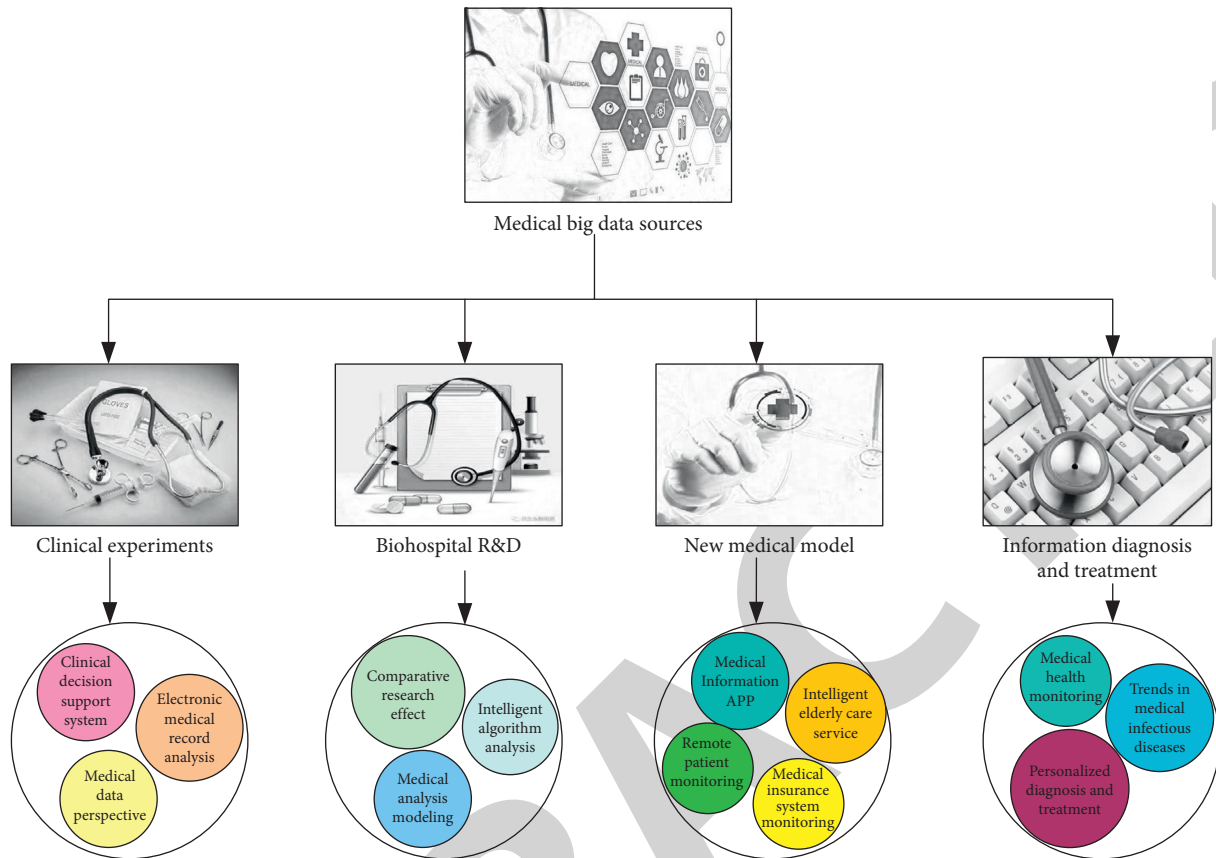 MEDICAL
MEDICAL
MEDICAL
MEDICAL
Medical big data sources
GLOVES
Clinical experiments
Biohospital R&D
New medical model
Information diagnosis
and treatment
Clinical
decision
support
system
Electronic
medical
record
analysis
Medical
data
perspective
Comparative
research
effect
Intelligent
algorithm
analysis
Medical
analysis
modeling
Medical
Information
APP
Intelligent
elderly care
service
Remote
patient
monitoring
Medical
insurance
system
monitoring
Medical
health
monitoring
Trends in
medical
infectious
diseases
Personalized
diagnosis and
treatment